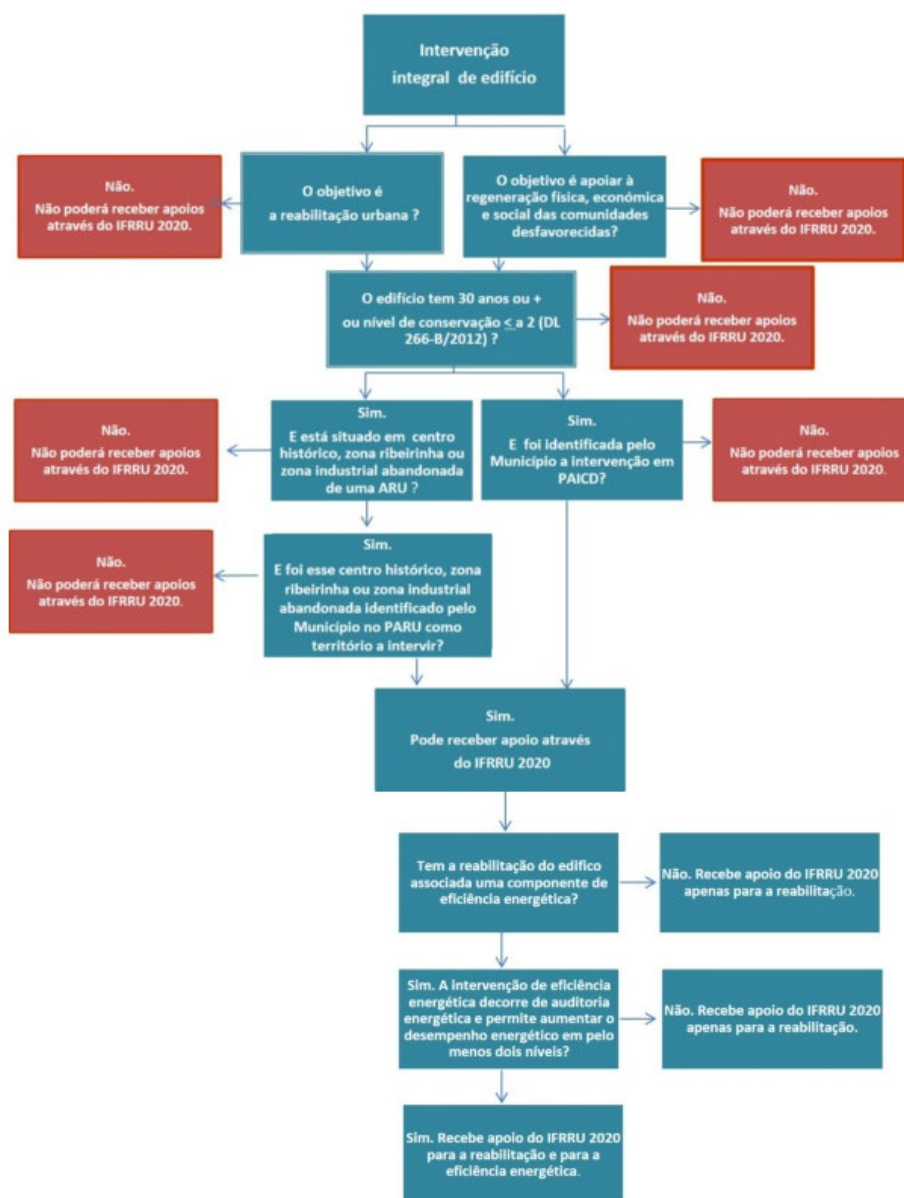 Intervenção
integral de edifício
Não.
Não poderá receber apoios
através do IFRRU 2020.
O objetivo é
a reabilitação urbana ?
O objetivo é apoiar à
regeneração física, económica
e social das comunidades
desfavorecidas?
Não.
Não poderá receber apoios
através do IFRRU 2020.
O edifício tem 30 anos ou +
ou nível de conservação < a 2 (DL
266-B/2012) ?
Não.
Não poderá receber apoios
através do IFRRU 2020.
Não.
Não poderá receber apoios
através do IFRRU 2020.
Sim.
E está situado em centro
histórico, zona ribeirinha ou
zona industrial abandonada
de uma ARU ?
Sim.
E foi identificada pelo
Município a intervenção em
PAICD?
Não.
Não poderá receber apoios
através do IFRRU 2020.
Não.
Não poderá receber apoios
através do IFRRU 2020.
Sim.
E foi esse centro histórico, zona
ribeirinha ou zona industrial
abandonada identificado pelo
Município no PARU como
território a intervir?
Sim.
Pode receber apoio através
do IFRRU 2020
Tem a reabilitação do edifico
associada uma componente de
eficiência energética?
Não. Recebe apoio do IFRRU 2020
apenas para a reabilitação.
Sim. A intervenção de eficiência
energética decorre de auditoria
energética e permite aumentar o
desempenho energético em pelo
menos dois níveis?
Não. Recebe apoio do IFRRU 2020
apenas para a reabilitação.
Sim. Recebe apoio do IFRRU 2020
para a reabilitação e para a
eficiência energética.